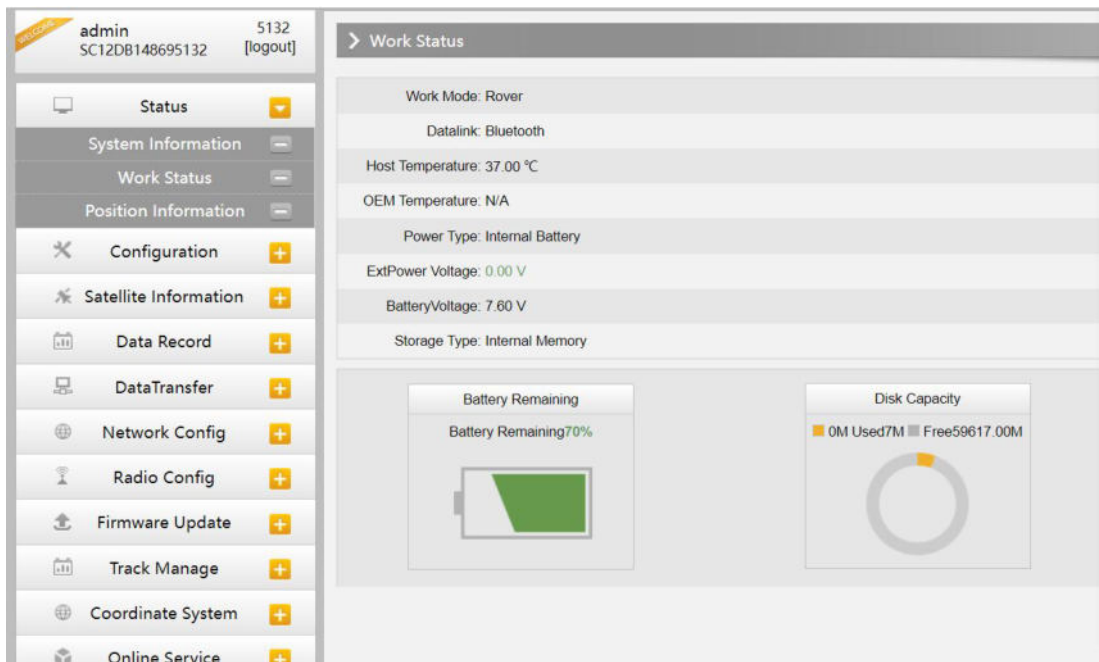 WELCOME
admin 5132
SC12DB148695132 [logout]
Status
System Information
Work Status
Position Information
Configuration
Satellite Information
Data Record
DataTransfer
Network Config
Radio Config
Firmware Update
Track Manage
Coordinate System
Online Service
Work Status
Work Mode: Rover
Datalink: Bluetooth
Host Temperature: 37.00 ℃
OEM Temperature: N/A
Power Type: Internal Battery
ExtPower Voltage: 0.00 V
BatteryVoltage: 7.60 V
Storage Type: Internal Memory
Battery Remaining
Battery Remaining70%
Disk Capacity
0M Used7M Free59617.00M